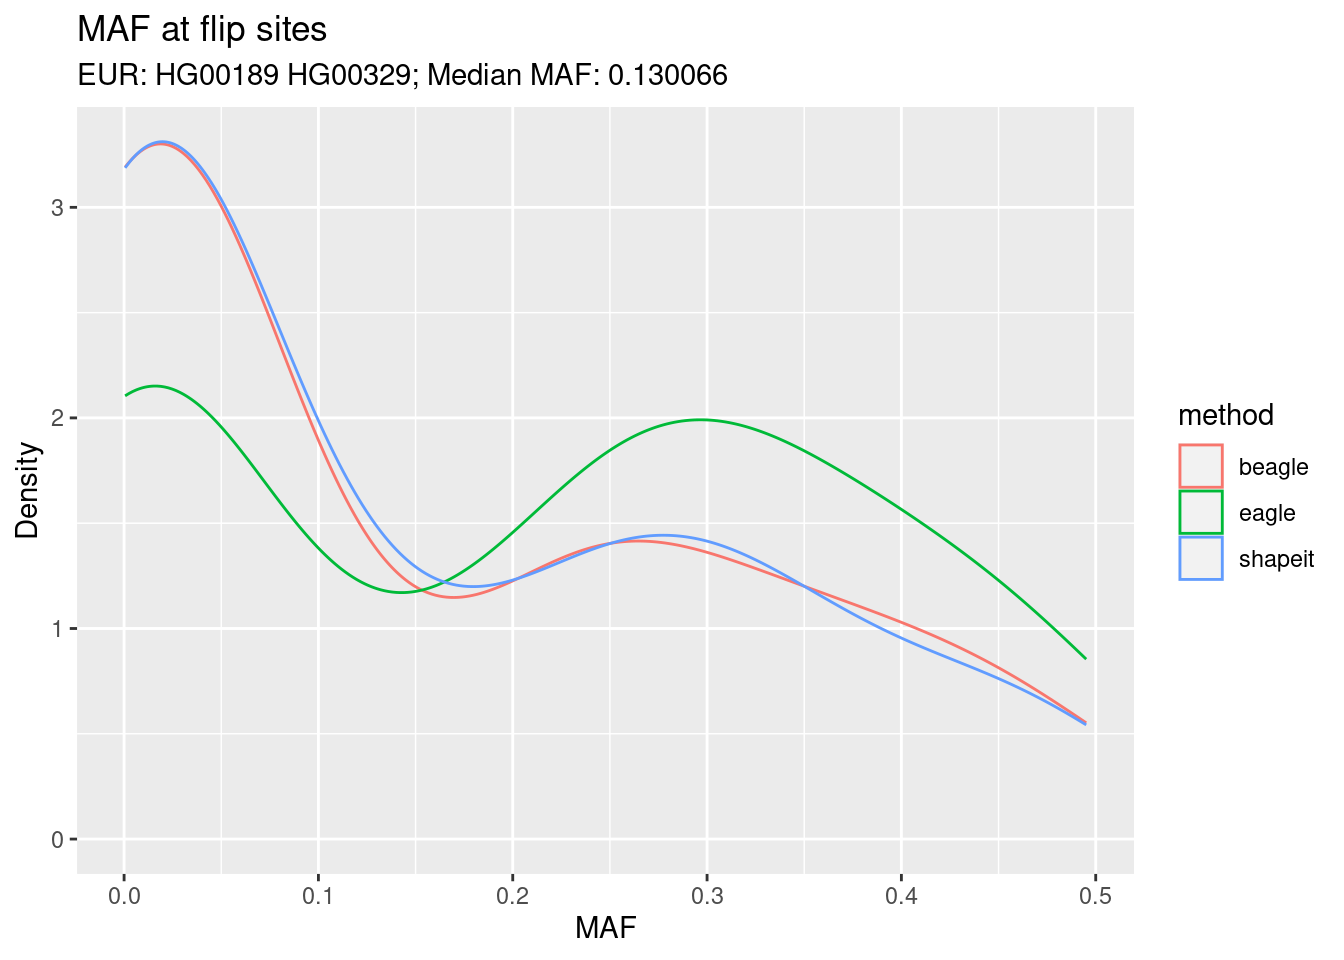 MAF at flip sites
EUR: HG00189 HG00329; Median MAF: 0.130066
3
2
1
0
Density
0.0 0.1 0.2 0.3 0.4 0.5
MAF
method
beagle
eagle
shapeit